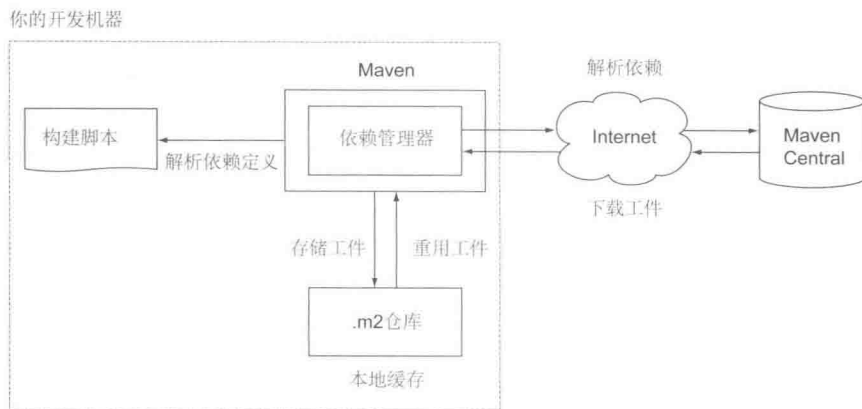 你的开发机器
Maven
解析依赖
构建脚本
依赖管理器
Internet
Maven
Central
解析依赖定义
下载工件
存储工件
重用工件
.m2仓库
本地缓存